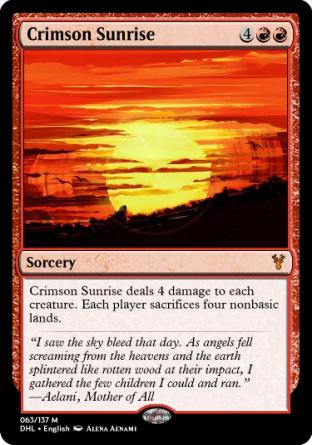 Crimson Sunrise 4
Sorcery
Crimson Sunrise deals 4 damage to each
creature. Each player sacrifices four nonbasic
lands.
“I saw the sky bleed that day. As angels fell
screaming from the heavens and the earth
splintered like rotten wood at their impact, I
gathered the few children I could and ran.”
—Aelani, Mother of All
063/137 M
DHL • English Alena Aenami